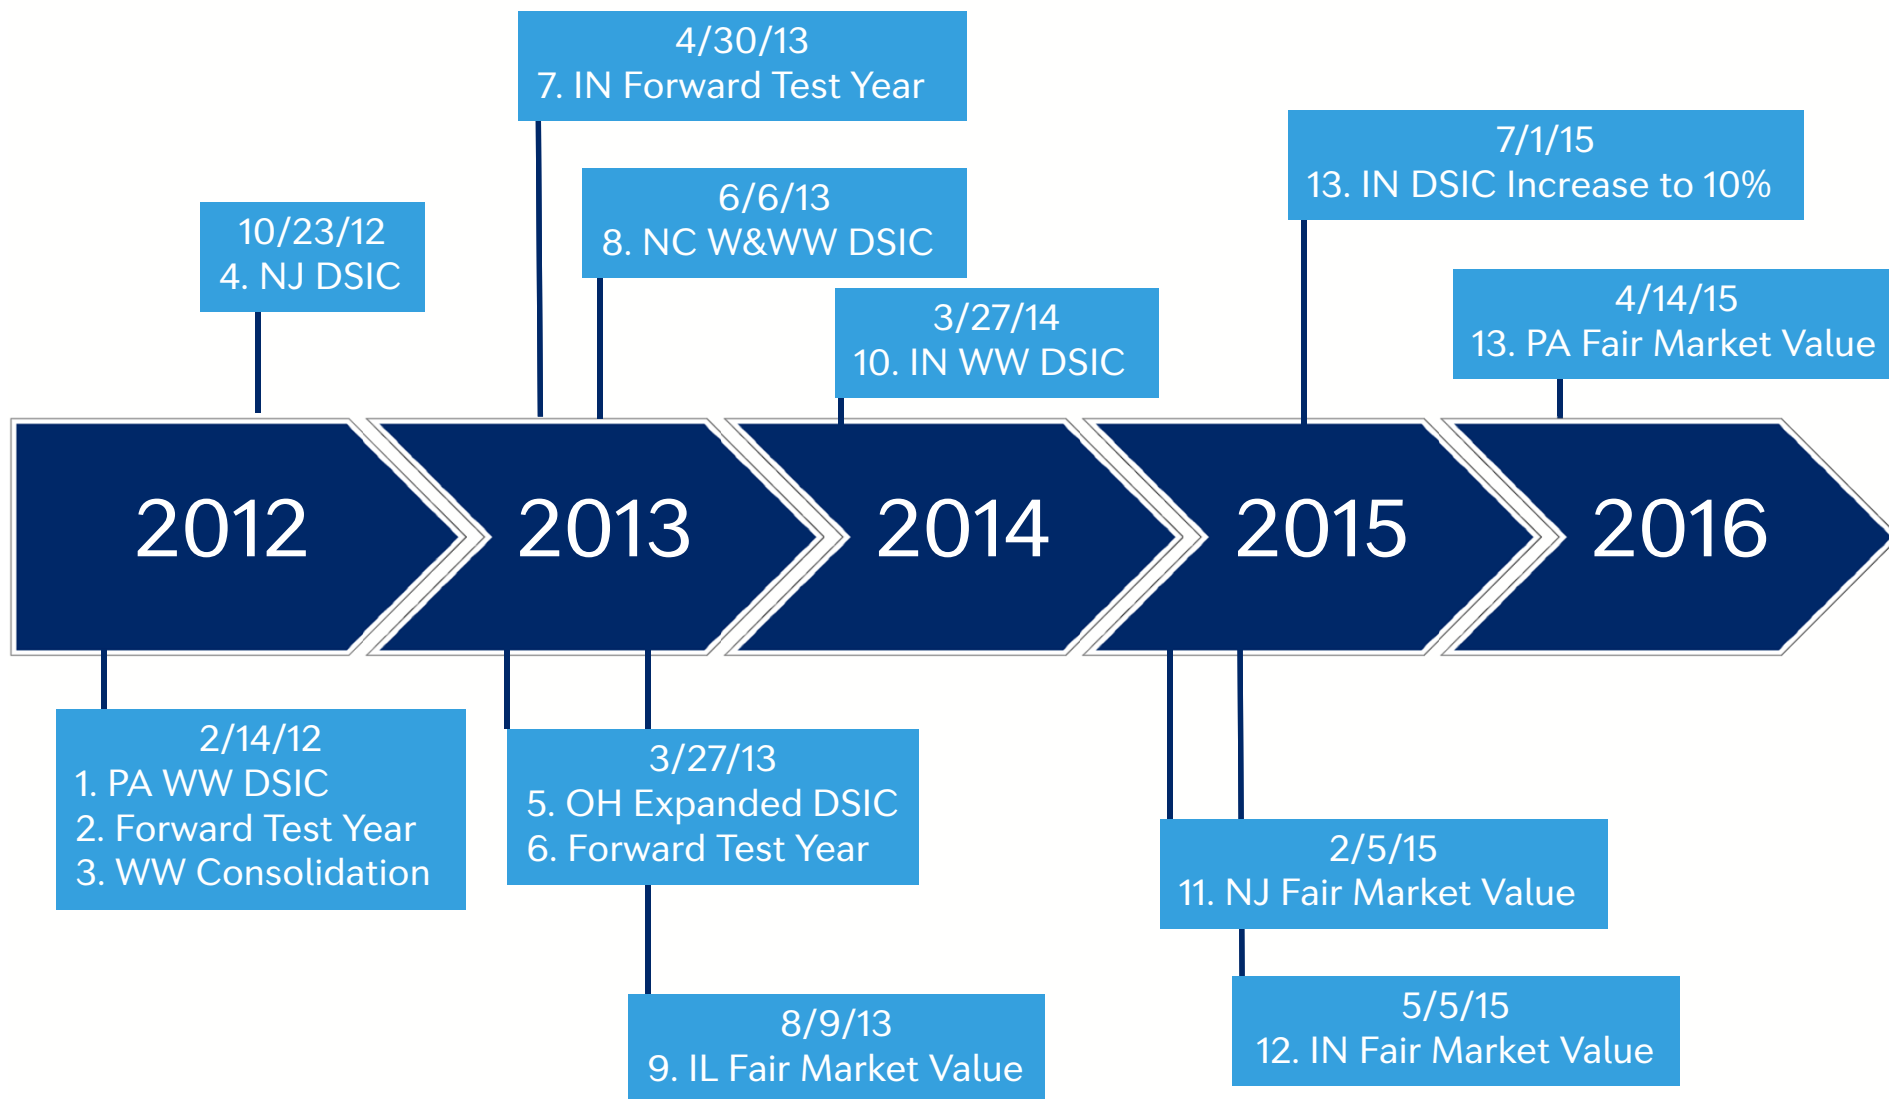 4/30/13
7. IN Forward Test Year
7/1/15
13. IN DSIC Increase to 10%
6/6/13
8. NC W&WW DSIC
10/23/12
4. NJ DSIC
4/14/15
13. PA Fair Market Value
3/27/14
10. IN WW DSIC
2012
2013
2014
2015
2016
2/14/12
1. PA WW DSIC
2. Forward Test Year
3. WW Consolidation
3/27/13
5. OH Expanded DSIC
6. Forward Test Year
2/5/15
11. NJ Fair Market Value
8/9/13
9. IL Fair Market Value
5/5/15
12. IN Fair Market Value